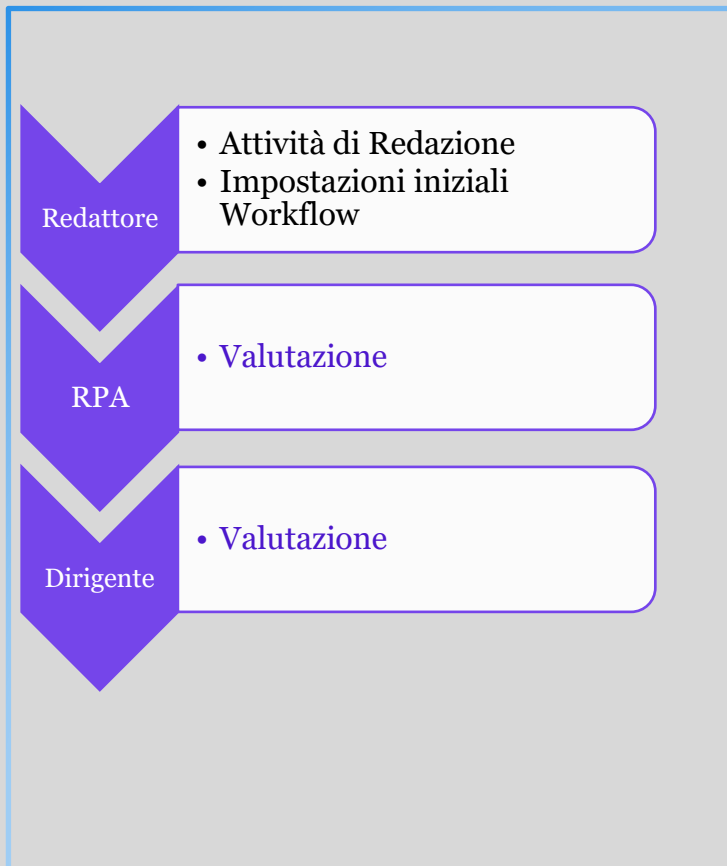 Redattore
• Attività di Redazione
• Impostazioni iniziali
Workflow
RPA
• Valutazione
Dirigente
• Valutazione